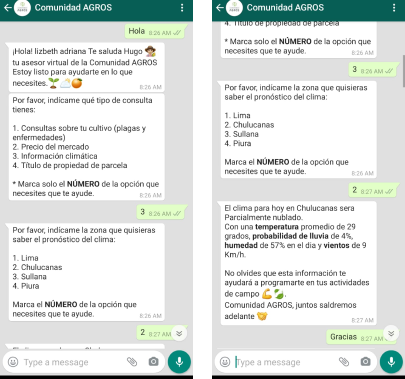 Comunidad AGROS
Hola 8:26 AM
¡Hola! lizbeth adriana Te saluda Hugo
tu asesor virtual de la Comunidad AGROS
Estoy listo para ayudarte en lo que
necesites.
8:26 AM
Por favor, indícame qué tipo de consulta
tienes:
1. Consultas sobre tu cultivo (plagas y
enfermedades)
2. Precio del mercado
3. Información climática
4. Título de propiedad de parcela
* Marca solo el NÚMERO de la opción que
necesites que te ayude. 8:26 AM
3 8:26 AM
Por favor, indícame la zona que quisieras
saber el pronóstico del clima:
1. Lima
2. Chulucanas
3. Sullana
4. Piura
Marca el NÚMERO de la opción que
necesites que te ayude. 8:26 AM
2 8:27 AM
Type a message
Comunidad AGROS
4. Título de propiedad de parcela
* Marca solo el NÚMERO de la opción que
necesites que te ayude. 8:26 AM
3 8:26 AM
Por favor, indícame la zona que quisieras
saber el pronóstico del clima:
1. Lima
2. Chulucanas
3. Sullana
4. Piura
Marca el NÚMERO de la opción que
necesites que te ayude. 8:26 AM
2 8:27 AM
El clima para hoy en Chulucanas sera
Parcialmente nublado.
Con una temperatura promedio de 29
grados, probabilidad de lluvia de 4%,
humedad de 57% en el dia y vientos de 9
Km/h.
No olvides que esta información te
ayudará a programarte en tus actividades
de campo
Comunidad AGROS, juntos saldremos
adelante
8:27 AM
Gracias 8:27 AM
Type a message